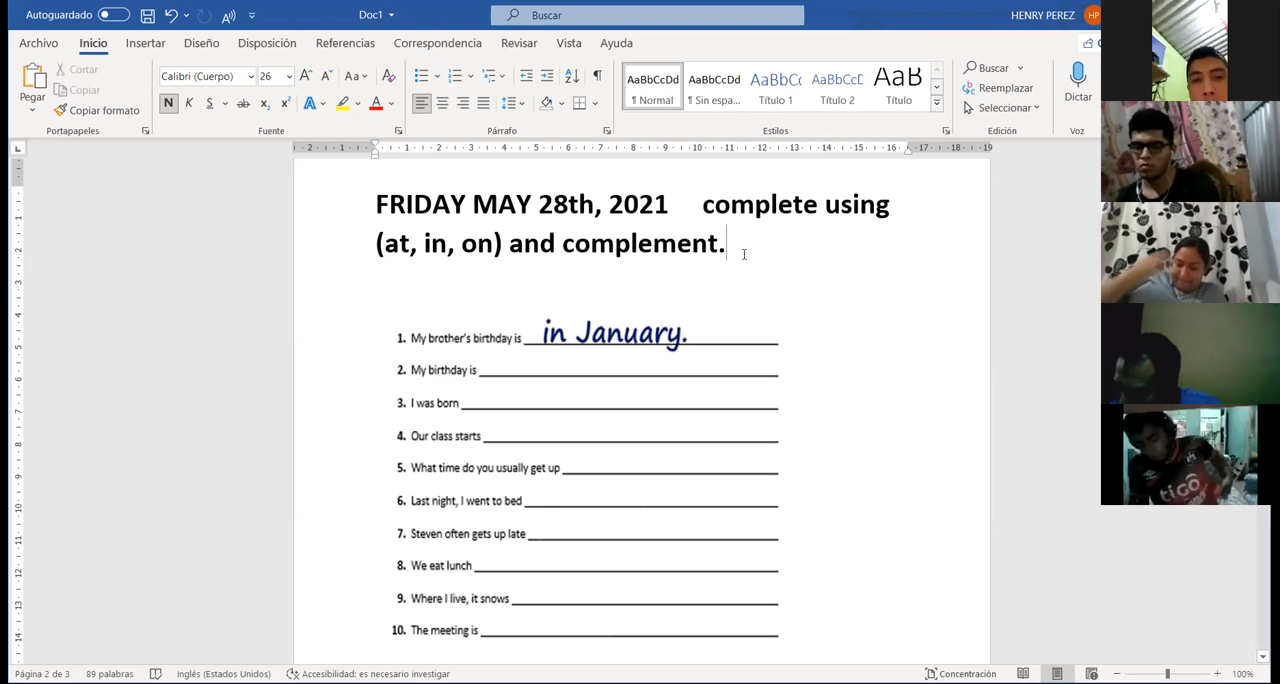 Autoguardado
Doc1
Buscar
HENRY PEREZ
HP
Archivo
Inicio
Insertar
Diseño
Disposición
Referencias
Correspondencia
Revisar
Vista
Ayuda
Pegar
Cortar
Copiar
Copiar formato
Portapapeles
Calibri (Cuerpo)
26
Fuente
Párrafo
AaBbCcDd
¶ Normal
AaBbCcDd
¶ Sin espa...
AaBbCc
Título 1
AaBbCcD
Título 2
AaB
Título
Estilos
Buscar
Reemplazar
Seleccionar
Edición
Dictar
Voz
FRIDAY MAY 28th, 2021 complete using
(at, in, on) and complement.
1. My brother's birthday is in January.
2. My birthday is
3. I was born
4. Our class starts
5. What time do you usually get up
6. Last night, I went to bed
7. Steven often gets up late
8. We eat lunch
9. Where I live, it snows
10. The meeting is
tigo
Página 2 de 3
89 palabras
Inglés (Estados Unidos)
Accesibilidad: es necesario investigar
Concentración
100%